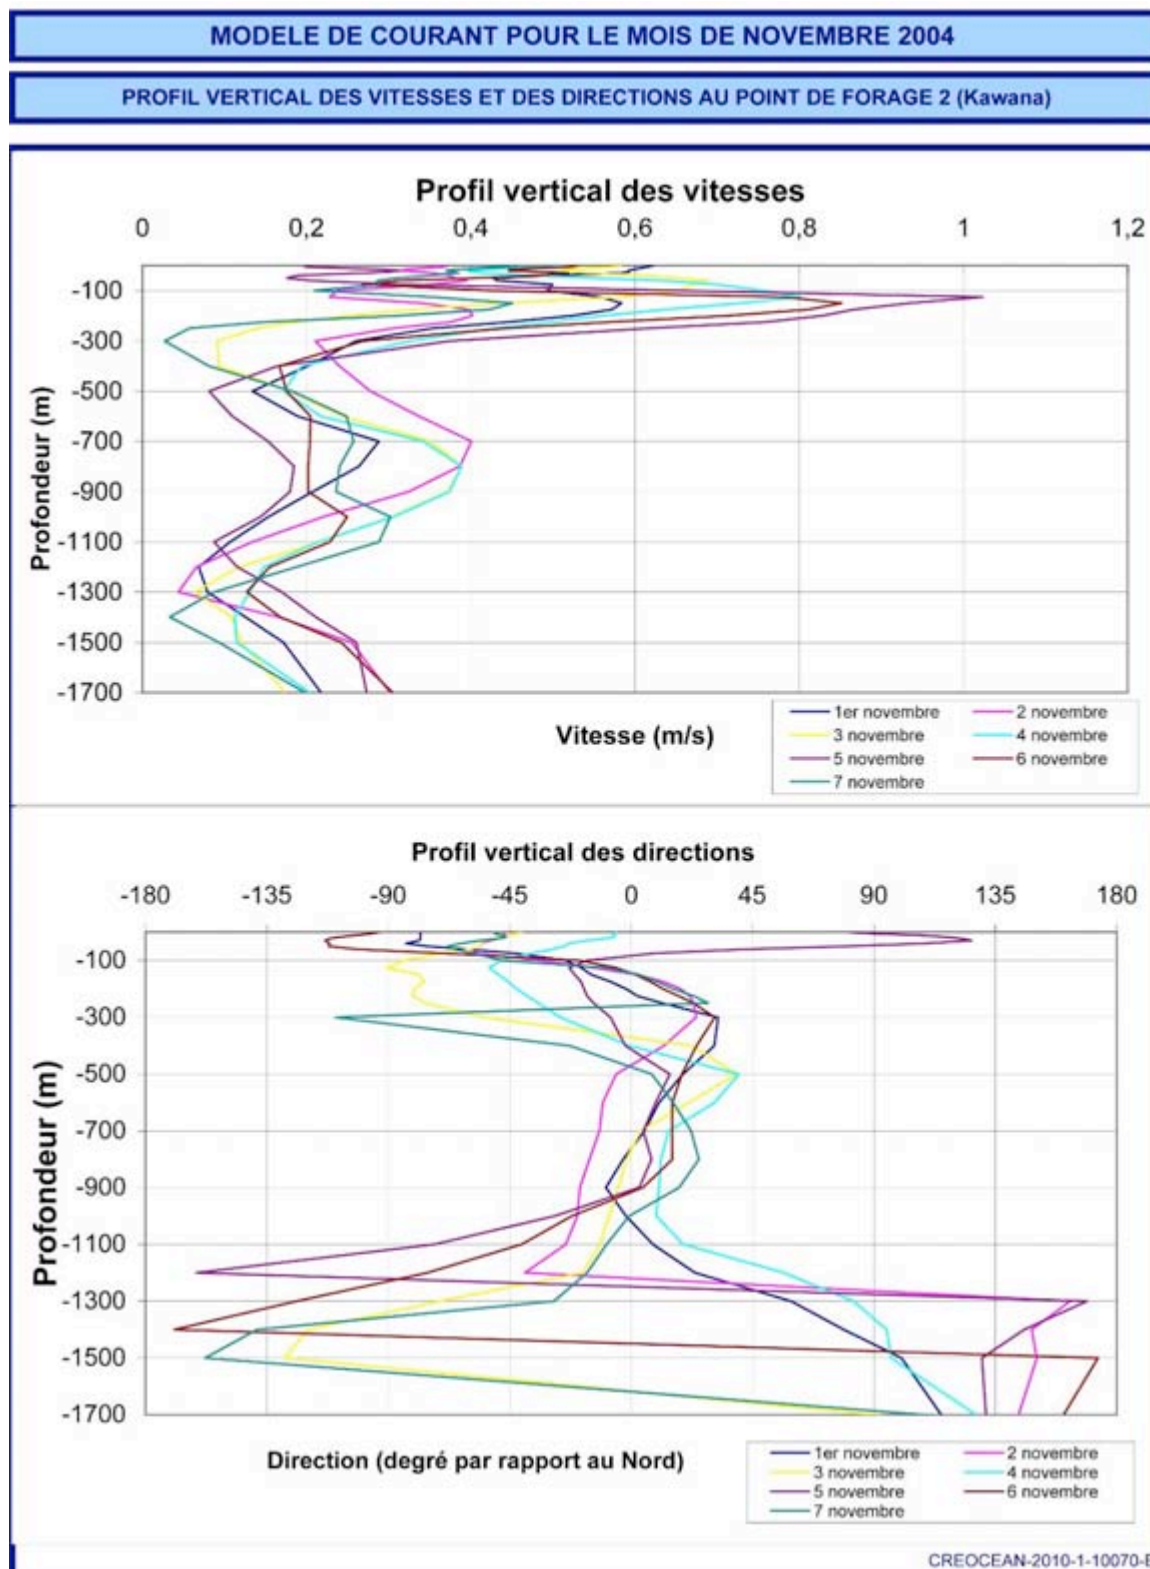 MODELE DE COURANT POUR LE MOIS DE NOVEMBRE 2004
PROFIL VERTICAL DES VITESSES ET DES DIRECTIONS AU POINT DE FORAGE 2 (Kawana)
Profil vertical des vitesses
0 0,2 0,4 0,6 0,8 1 1,2
Profondeur (m)
-100
-300
-500
-700
-900
-1100
-1300
-1500
-1700
Vitesse (m/s)
1er novembre 2 novembre
3 novembre 4 novembre
5 novembre 6 novembre
7 novembre
Profil vertical des directions
-180 -135 -90 -45 0 45 90 135 180
Profondeur (m)
-100
-300
-500
-700
-900
-1100
-1300
-1500
-1700
Direction (degré par rapport au Nord)
1er novembre 2 novembre
3 novembre 4 novembre
5 novembre 6 novembre
7 novembre
CREOCEAN-2010-1-10070-E